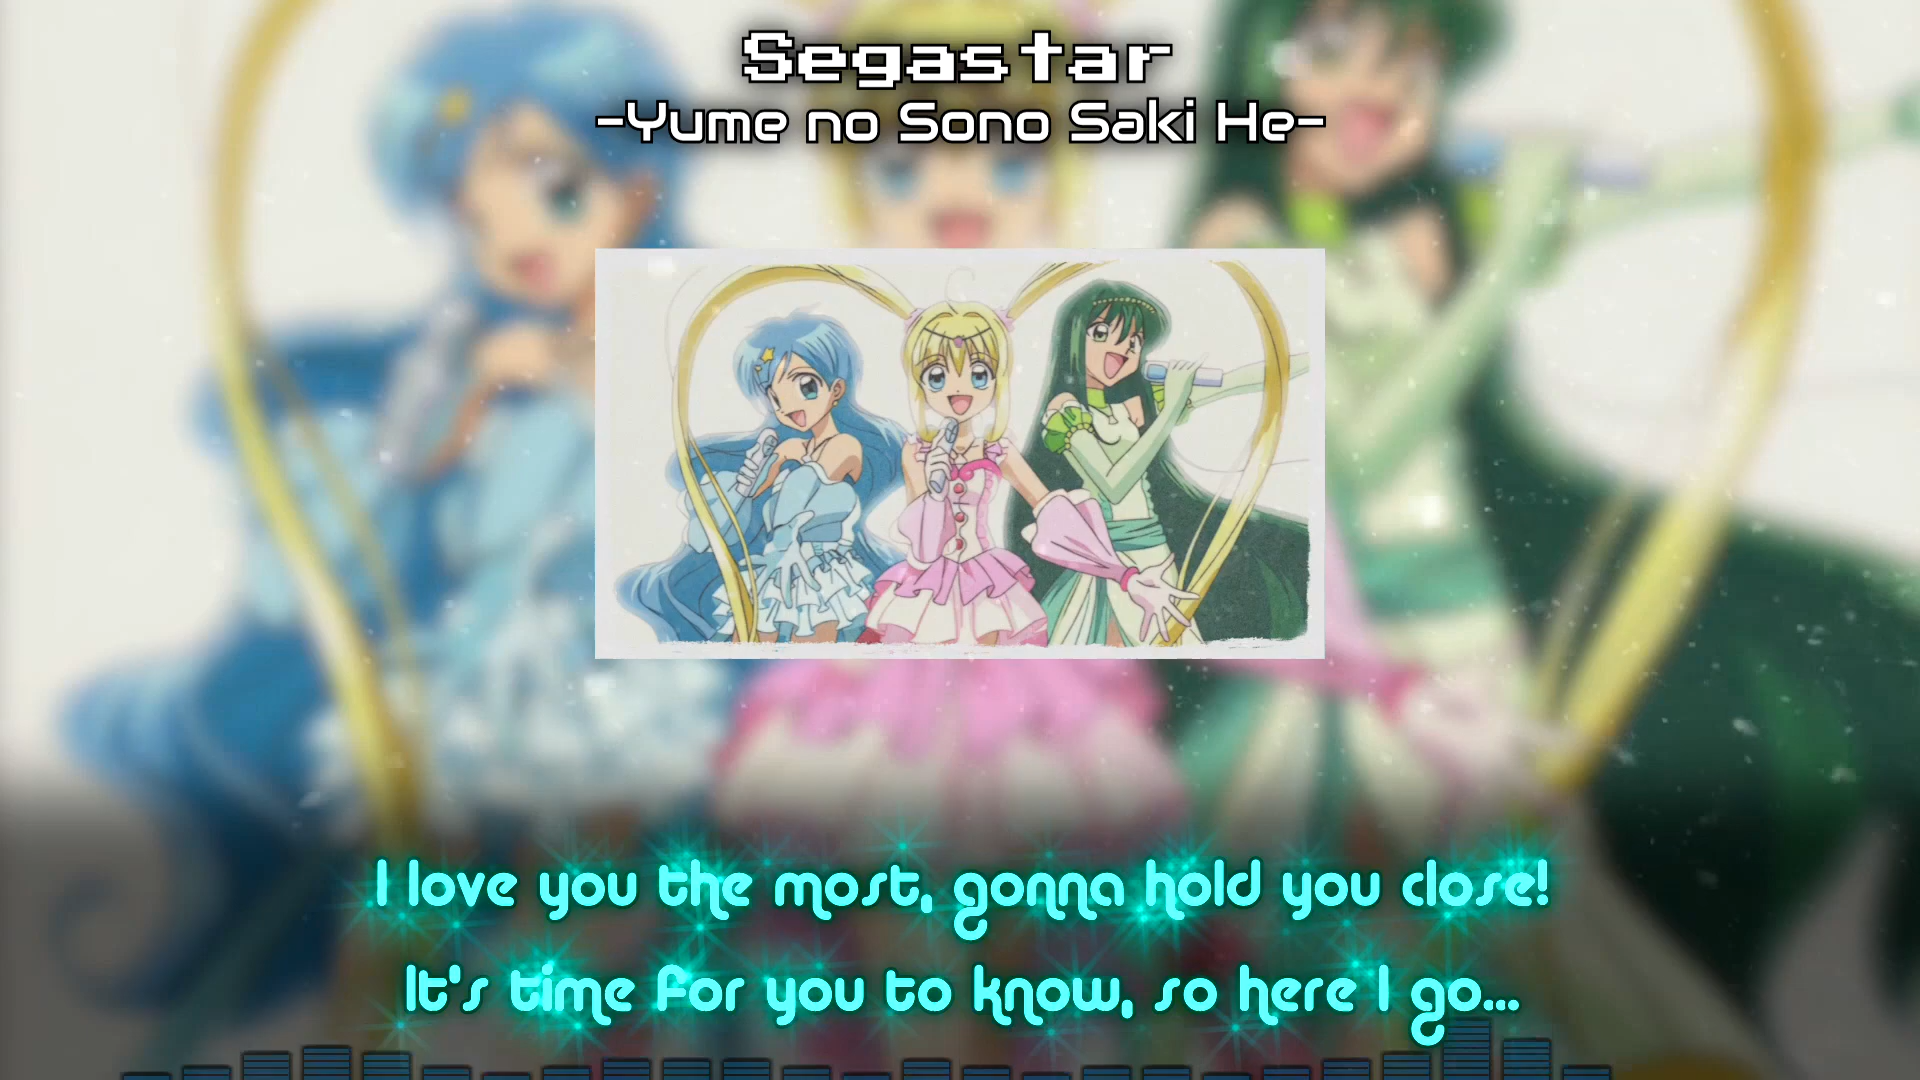 Segastar
-Yume no Sono Saki He-
I love you the most, gonna hold you close!
It's time for you to know, so here I go...